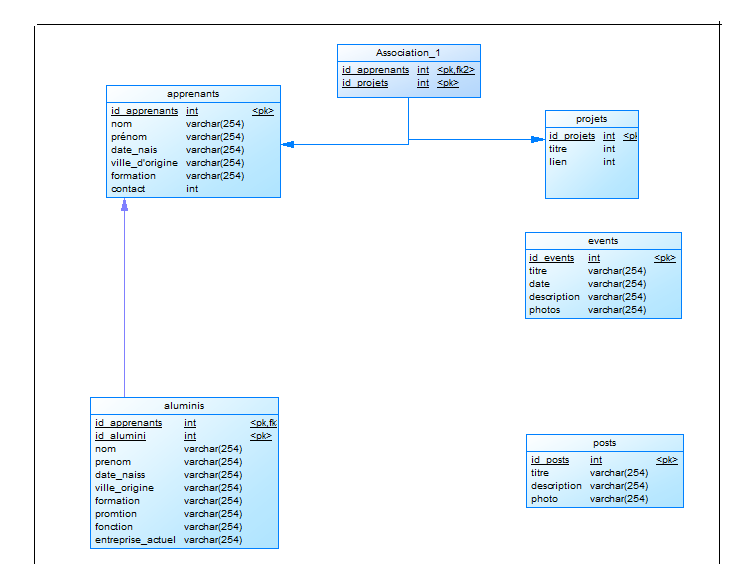 Association_1
id_apprenants int <pk,fk2>
id_projets int <pk>
apprenants
id_apprenants int <pk>
nom varchar(254)
prénom varchar(254)
date_nais varchar(254)
ville_d'origine varchar(254)
formation varchar(254)
contact int
projets
id_projets int <pk
titre int
lien int
events
id_events int <pk>
titre varchar(254)
date varchar(254)
description varchar(254)
photos varchar(254)
aluminis
id_apprenants int <pk,fk
id_alumini int <pk>
nom varchar(254)
prenom varchar(254)
date_naiss varchar(254)
ville_origine varchar(254)
formation varchar(254)
promtion varchar(254)
fonction varchar(254)
entreprise_actuel varchar(254)
posts
id_posts int <pk>
titre varchar(254)
description varchar(254)
photo varchar(254)